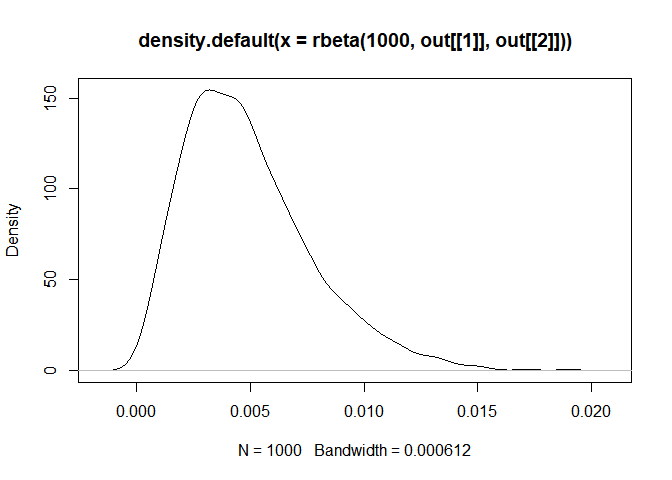 density.default(x = rbeta(1000, out[[1]], out[[2]]))
Density
150
100
50
0
0.000 0.005 0.010 0.015 0.020
N = 1000 Bandwidth = 0.000612